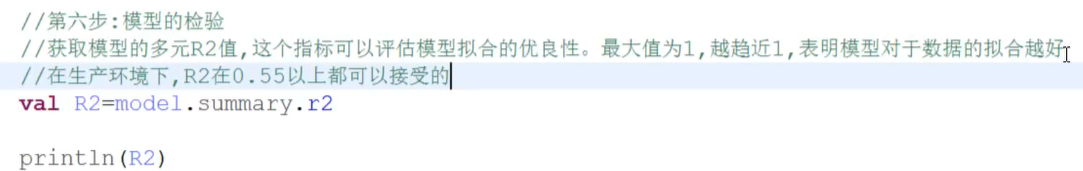 //第六步:模型的检验
//获取模型的多元R2值,这个指标可以评估模型拟合的优良性。最大值为1,越趋近1,表明模型对于数据的拟合越好
//在生产环境下,R2在0.55以上都可以接受的
val R2=model.summary.r2
println(R2)